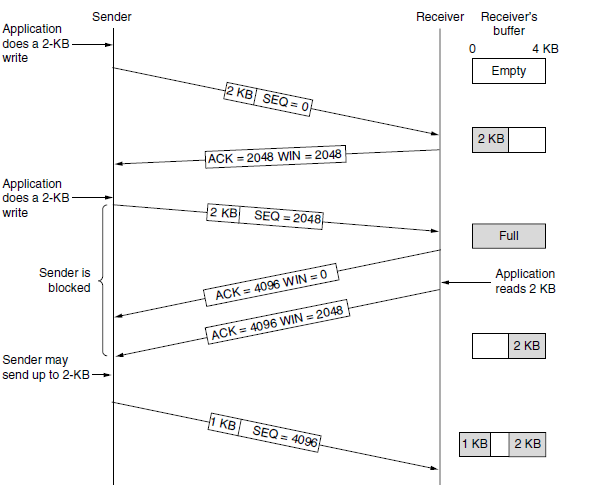 Sender
Receiver
Receiver's
buffer
Application
does a 2-KB
write
0
4 KB
Empty
2 KB
SEQ = 0
2 KB
ACK = 2048 WIN = 2048
Application
does a 2-KB
write
2 KB
SEQ = 2048
Full
Sender is
blocked
Application
reads 2 KB
ACK = 4096 WIN = 0
ACK = 4096 WIN = 2048
2 KB
Sender may
send up to 2-KB
1 KB
SEQ = 4096
1 KB
2 KB